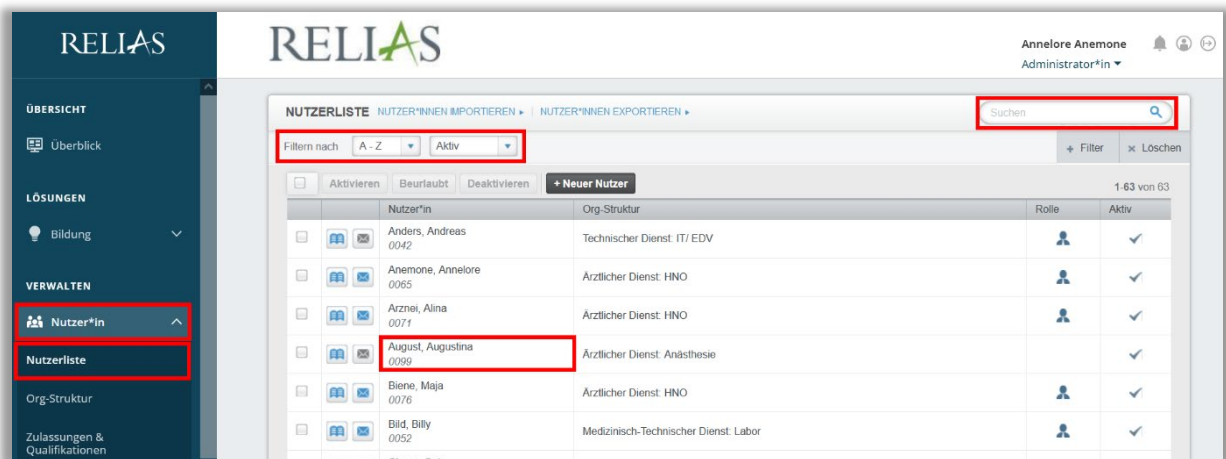 RELIAS
RELIAS
Annelore Anemone
Administrator*in
ÜBERSICHT
Überblick
LÖSUNGEN
Bildung
VERWALTEN
Nutzer*in
Nutzerliste
Org-Struktur
Zulassungen &
Qualifikationen
NUTZERLISTE NUTZER*INNEN IMPORTIEREN | NUTZER*INNEN EXPORTIEREN
Suchen
Filtern nach A - Z Aktiv
+ Filter × Löschen
Aktivieren Beurlaubt Deaktivieren + Neuer Nutzer
1-63 von 63
Nutzer*in Org-Struktur Rolle Aktiv
Anders, Andreas
0042
Technischer Dienst: IT/ EDV
Anemone, Annelore
0065
Ärztlicher Dienst: HNO
Arznei, Alina
0071
Ärztlicher Dienst: HNO
August, Augustina
0099
Ärztlicher Dienst: Anästhesie
Biene, Maja
0076
Ärztlicher Dienst: HNO
Bild, Billy
0052
Medizinisch-Technischer Dienst: Labor